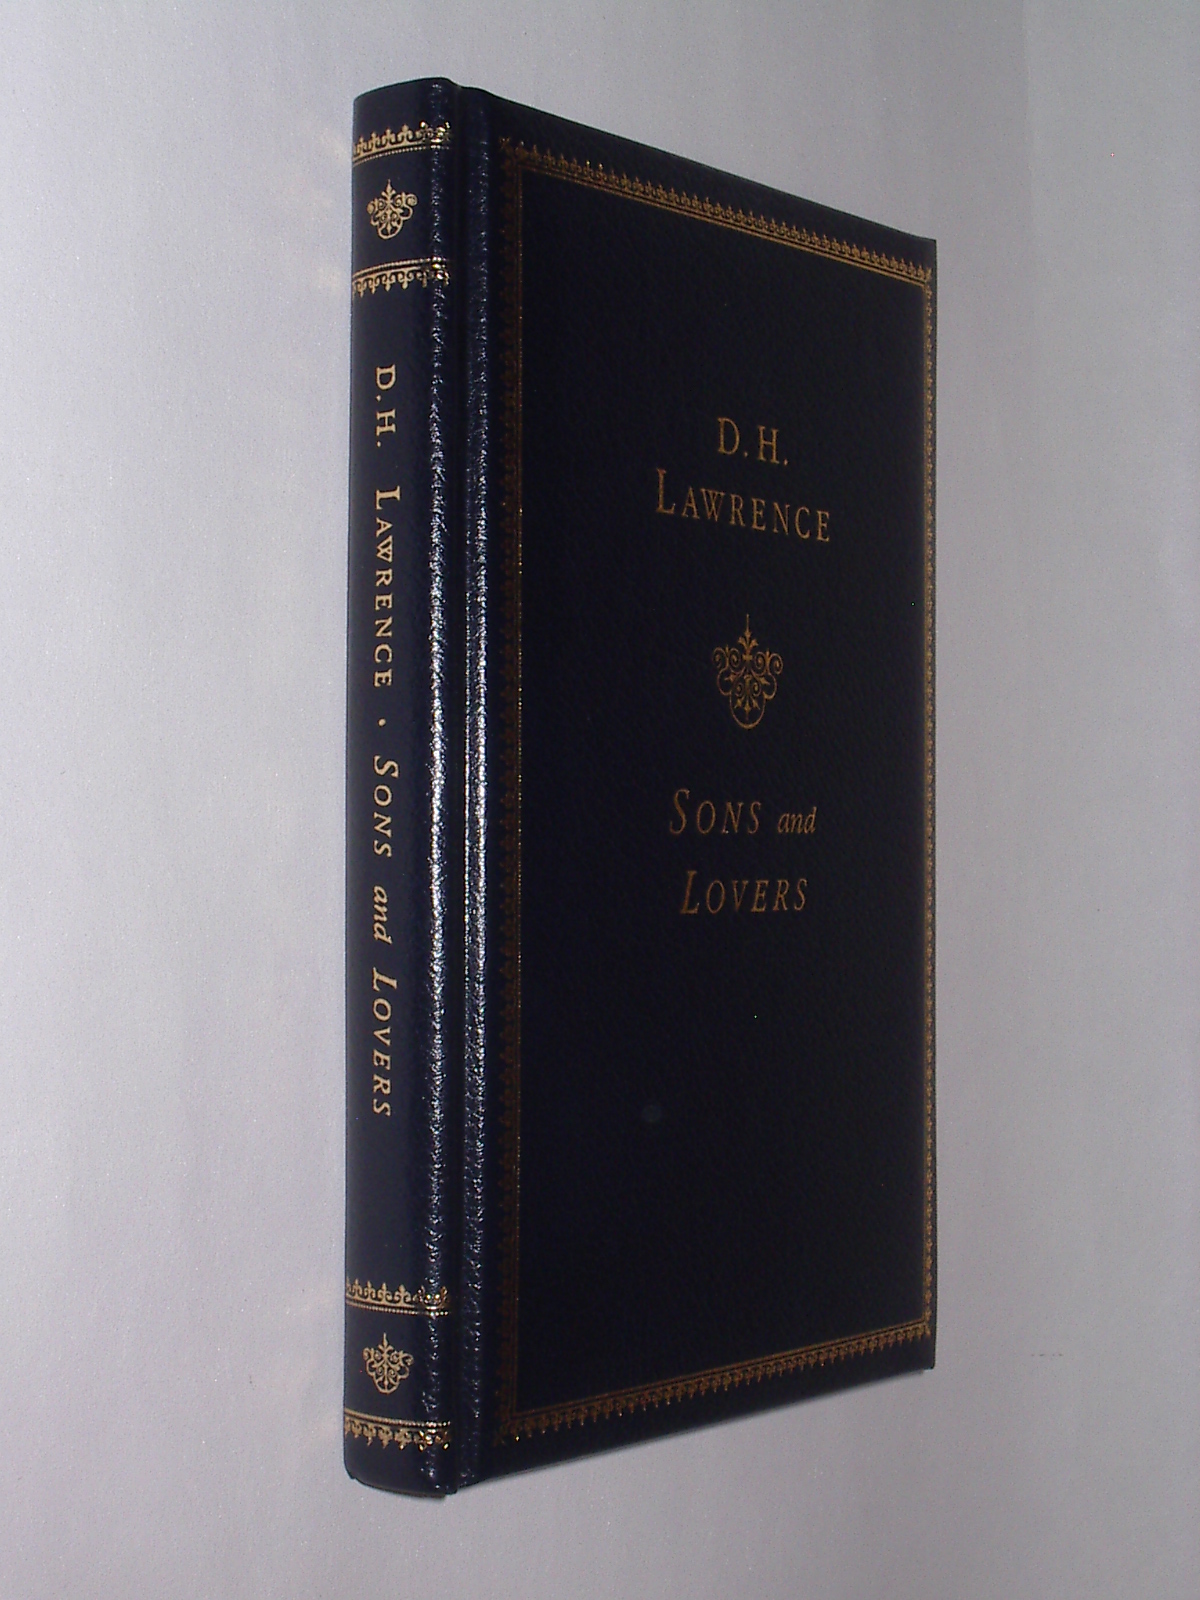 D.H. LAWRENCE · SONS and LOVERS
D.H.
LAWRENCE
SONS and
LOVERS